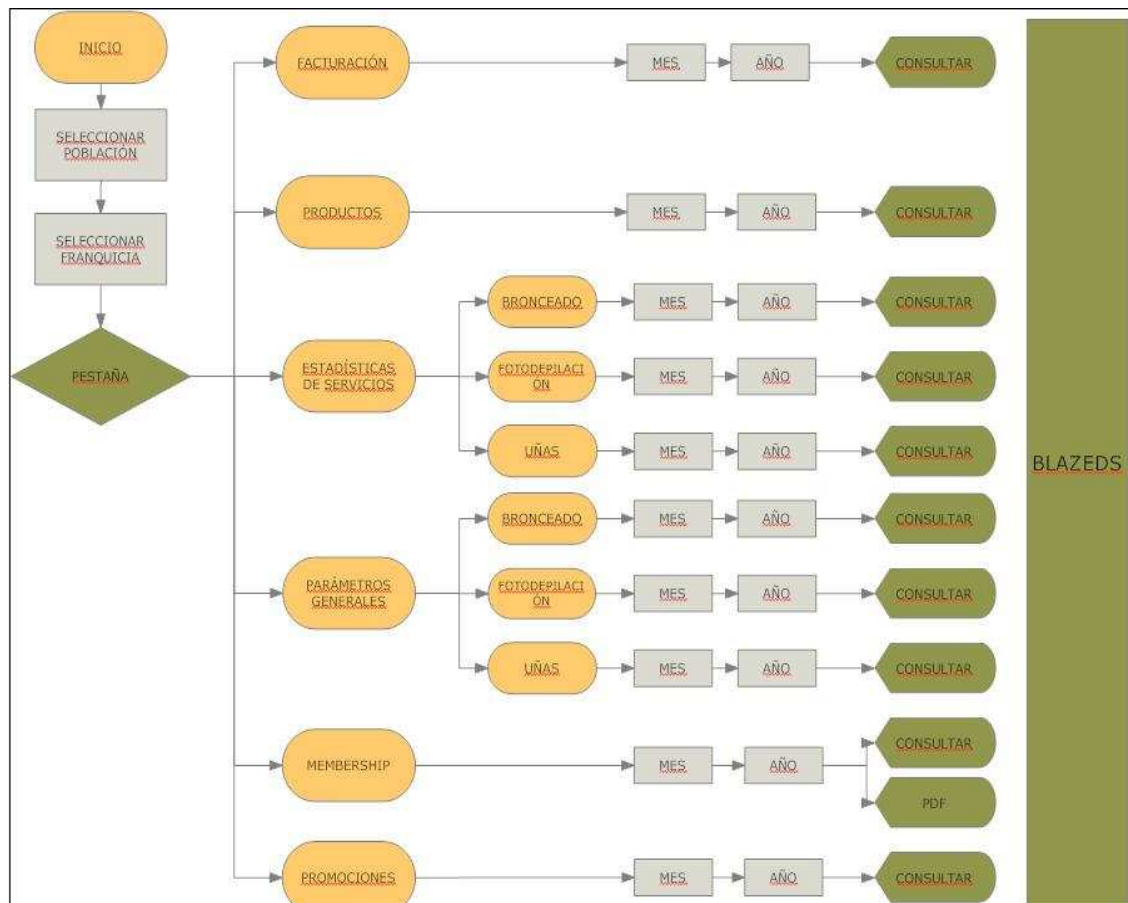 INICIO
SELECCIONAR
POBLACIÓN
SELECCIONAR
FRANQUICIA
PESTAÑA
FACTURACIÓN
MES
AÑO
CONSULTAR
PRODUCTOS
MES
AÑO
CONSULTAR
ESTADÍSTICAS
DE SERVICIOS
BRONCEADO
MES
AÑO
CONSULTAR
FOTODEPILACI
ÓN
MES
AÑO
CONSULTAR
UÑAS
MES
AÑO
CONSULTAR
PARÁMETROS
GENERALES
BRONCEADO
MES
AÑO
CONSULTAR
FOTODEPILACI
ÓN
MES
AÑO
CONSULTAR
UÑAS
MES
AÑO
CONSULTAR
MEMBERSHIP
MES
AÑO
CONSULTAR
PDF
PROMOCIONES
MES
AÑO
CONSULTAR
BLAZEDS